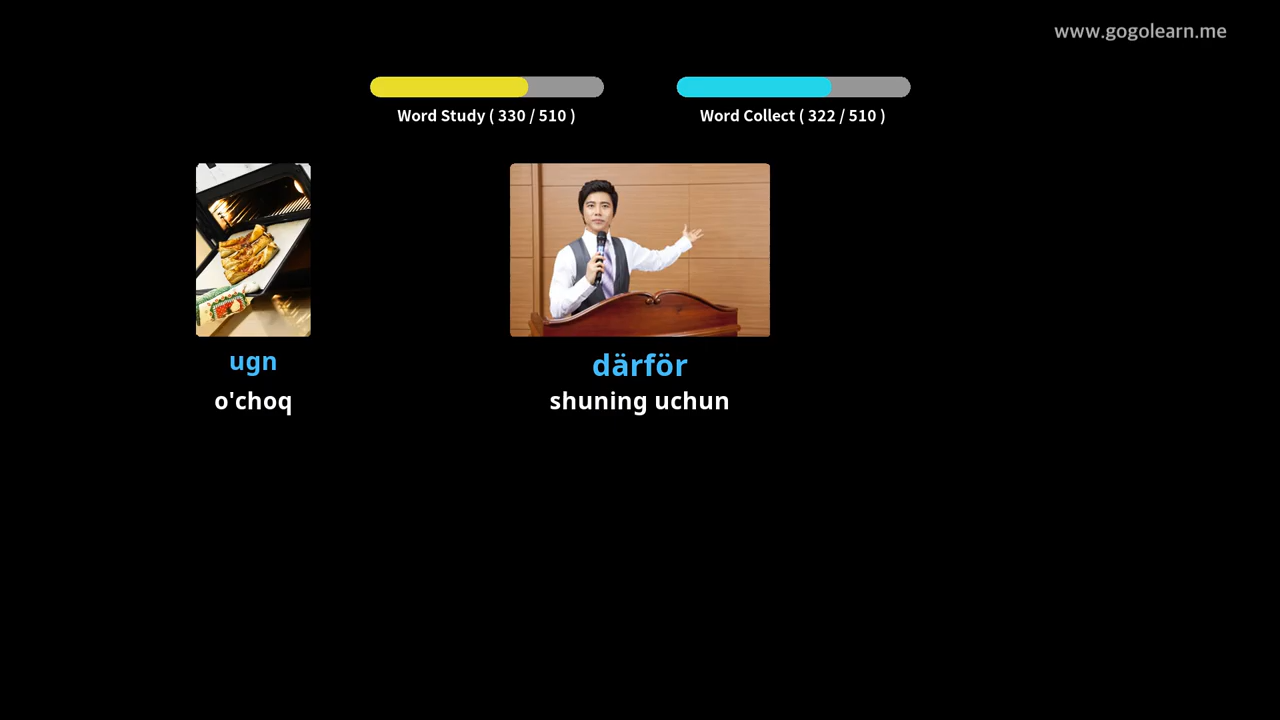 www.gogolearn.me
Word Study ( 330 / 510 )
Word Collect ( 322 / 510 )
ugn
o'choq
därför
shuning uchun